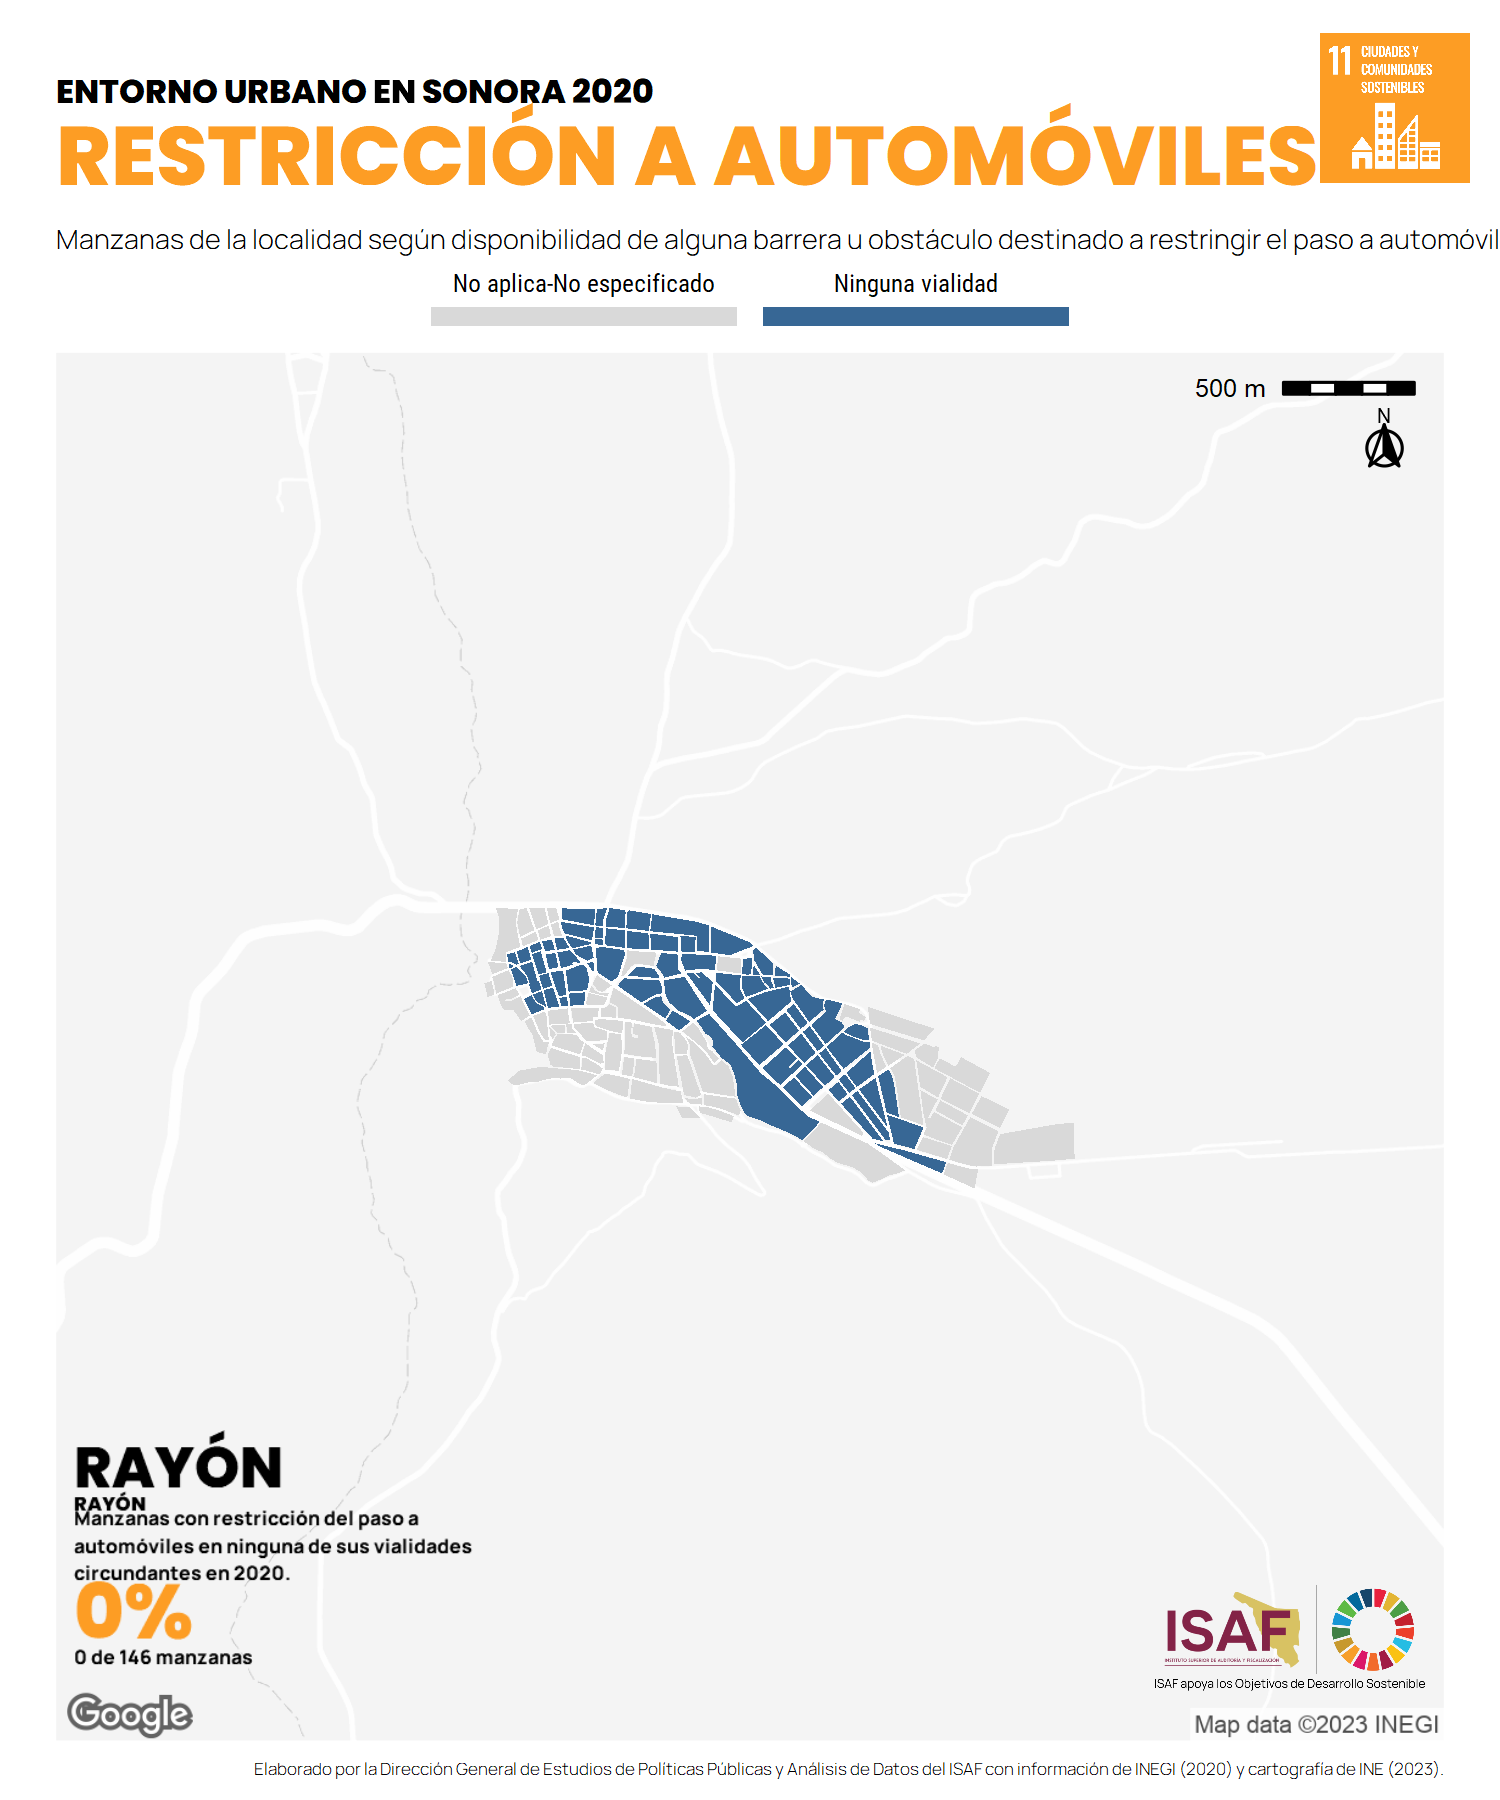 ENTORNO URBANO EN SONORA 2020
RESTRICCIÓN A AUTOMÓVILES
11 CIUDADES Y
COMUNIDADES
SOSTENIBLES
Manzanas de la localidad según disponibilidad de alguna barrera u obstáculo destinado a restringir el paso a automóvil
No aplica-No especificado
Ninguna vialidad
500 m
N
RAYÓN
RAYÓN
Manzanas con restricción del paso a
automóviles en ninguna de sus vialidades
circundantes en 2020.
0%
0 de 146 manzanas
Google
ISAF
INSTITUTO SUPERIOR DE AUDITORÍA Y FISCALIZACIÓN
ISAF apoya los Objetivos de Desarrollo Sostenible
Map data ©2023 INEGI
Elaborado por la Dirección General de Estudios de Políticas Públicas y Análisis de Datos del ISAF con información de INEGI (2020) y cartografía de INE (2023).